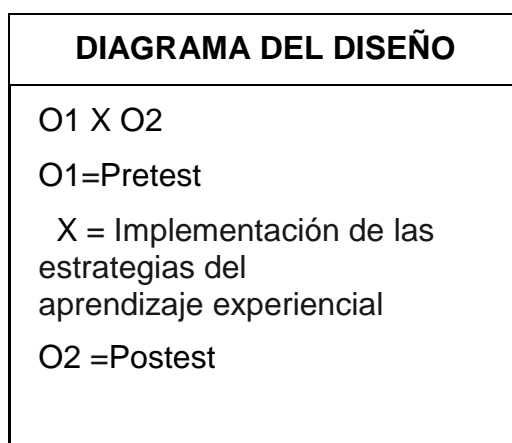 DIAGRAMA DEL DISEÑO
O1 X O2
O1=Pretest
X = Implementación de las
estrategias del
aprendizaje experiencial
O2 =Postest